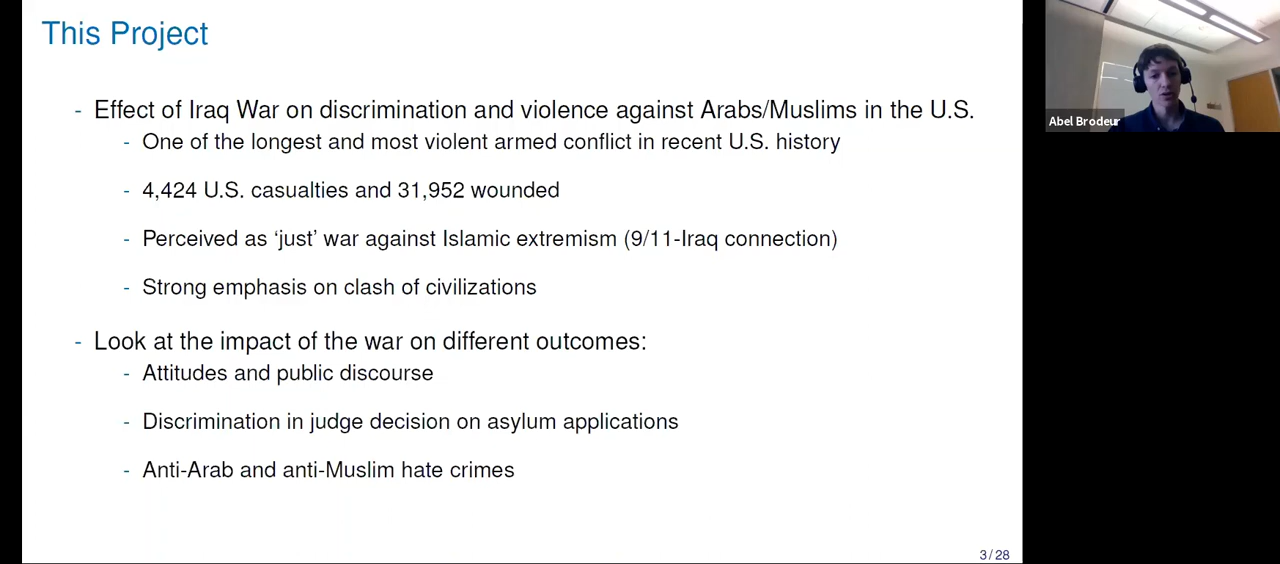 This Project
- Effect of Iraq War on discrimination and violence against Arabs/Muslims in the U.S.
- One of the longest and most violent armed conflict in recent U.S. history
- 4,424 U.S. casualties and 31,952 wounded
- Perceived as ‘just’ war against Islamic extremism (9/11-Iraq connection)
- Strong emphasis on clash of civilizations
- Look at the impact of the war on different outcomes:
- Attitudes and public discourse
- Discrimination in judge decision on asylum applications
- Anti-Arab and anti-Muslim hate crimes
3 / 28
Abel Brodeur